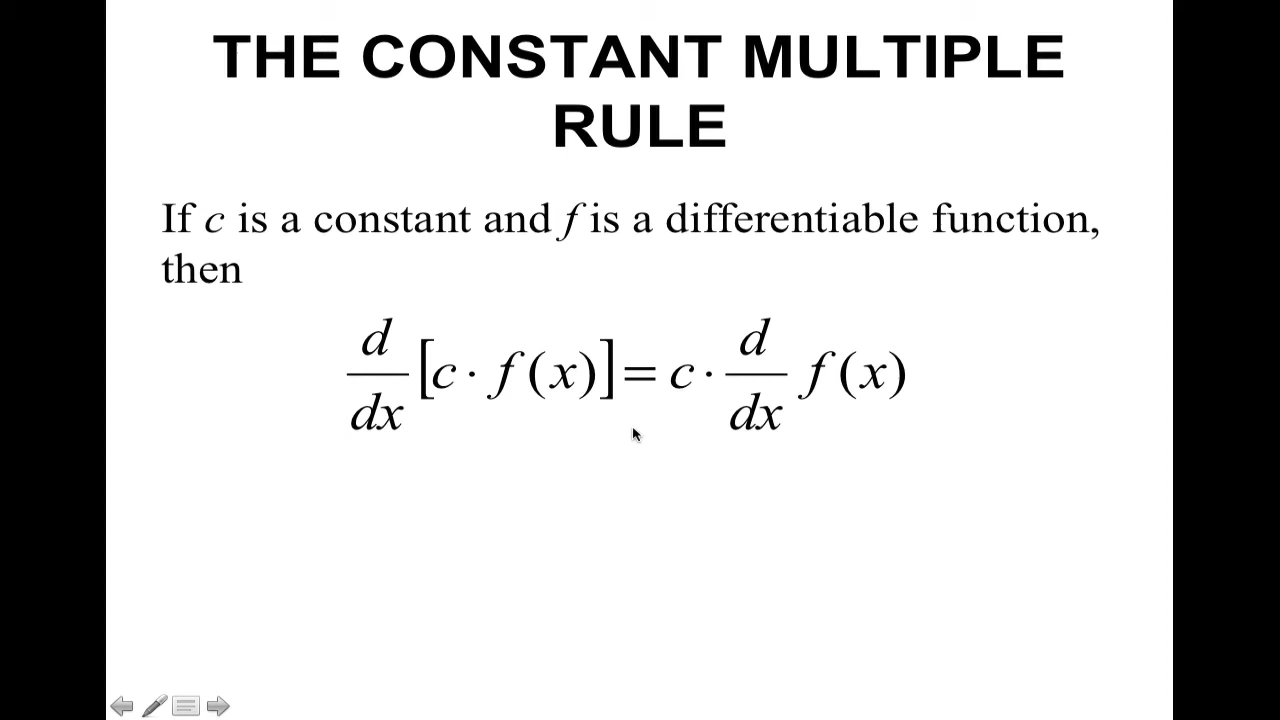 THE CONSTANT MULTIPLE
RULE
If c is a constant and f is a differentiable function,
then
d/dx [c · f(x)] = c · d/dx f(x)